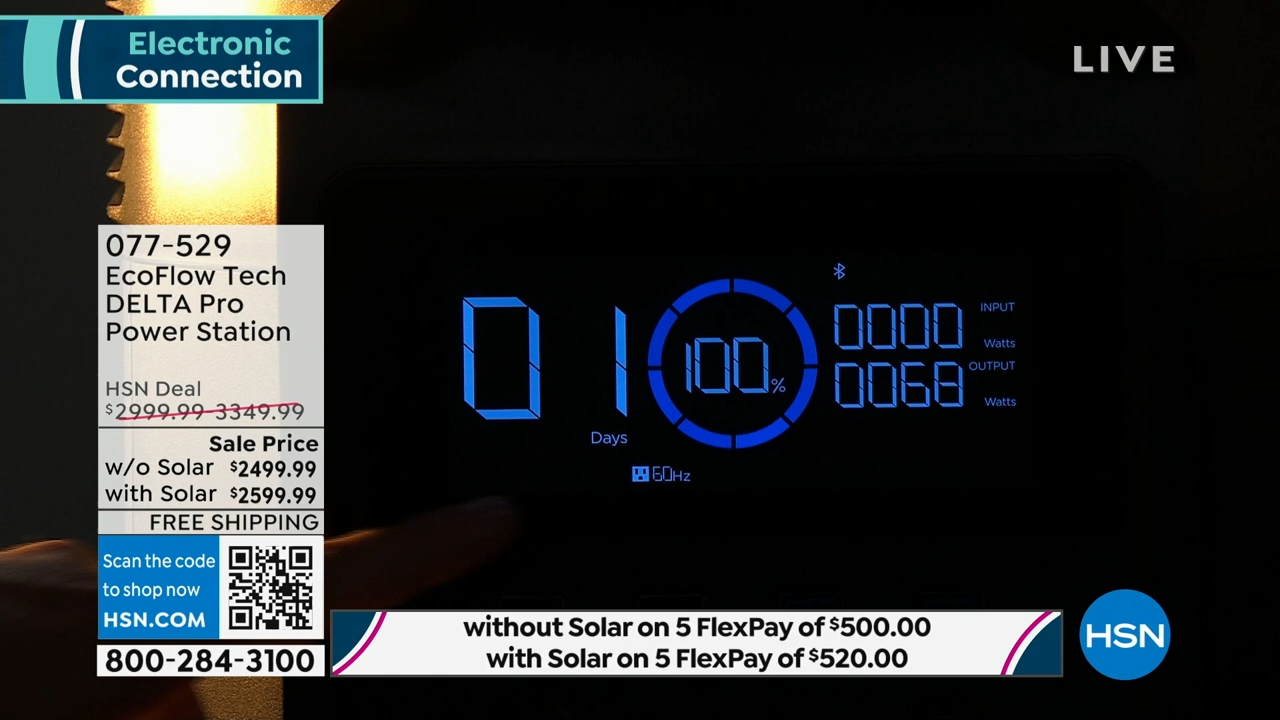 Electronic
Connection
LIVE
077-529
EcoFlow Tech
DELTA Pro
Power Station
HSN Deal
$2999.99-3349.99
Sale Price
w/o Solar $2499.99
with Solar $2599.99
FREE SHIPPING
Scan the code
to shop now
HSN.COM
800-284-3100
01
Days
100%
0000
INPUT
Watts
0068
OUTPUT
Watts
60Hz
without Solar on 5 FlexPay of $500.00
with Solar on 5 FlexPay of $520.00
HSN